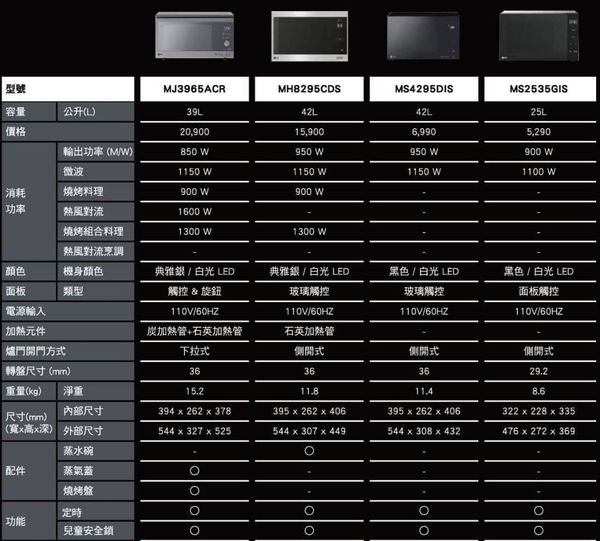 型號 MJ3965ACR MH8295CDS MS4295DIS MS2535GIS
容量 公升(L) 39L 42L 42L 25L
價格 20,900 15,900 6,990 5,290
消耗功率
輸出功率 (M/W) 850 W 950 W 950 W 900 W
微波 1150 W 1150 W 1150 W 1100 W
燒烤料理 900 W 900 W - -
熱風對流 1600 W - - -
燒烤組合料理 1300 W 1300 W - -
熱風對流烹調 - - - -
顏色 機身顏色 典雅銀 / 白光 LED 典雅銀 / 白光 LED 黑色 / 白光 LED 黑色 / 白光 LED
面板 類型 觸控 & 旋鈕 玻璃觸控 玻璃觸控 面板觸控
電源輸入 110V/60HZ 110V/60HZ 110V/60HZ 110V/60HZ
加熱元件 炭加熱管+石英加熱管 石英加熱管 - -
爐門開門方式 下拉式 側開式 側開式 側開式
轉盤尺寸 (mm) 36 36 36 29.2
重量(kg) 淨重 15.2 11.8 11.4 8.6
尺寸(mm)
(寬x高x深)
內部尺寸 394 x 262 x 378 395 x 262 x 406 395 x 262 x 406 322 x 228 x 335
外部尺寸 544 x 327 x 525 544 x 307 x 449 544 x 308 x 432 476 x 272 x 369
配件
蒸水碗 - ○ - -
蒸氣蓋 ○ - - -
燒烤盤 ○ - - -
功能
定時 ○ ○ ○ ○
兒童安全鎖 ○ ○ ○ ○